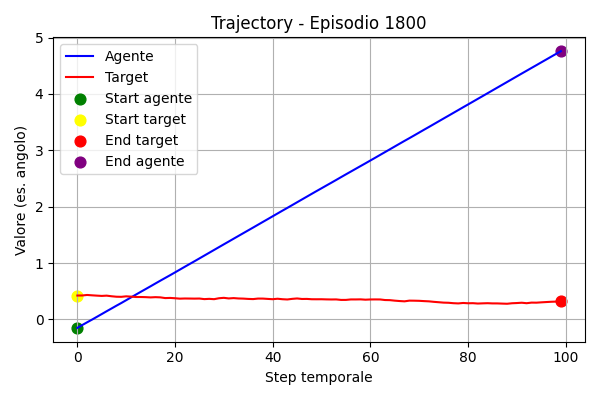 Trajectory - Episodio 1800
Agente
Target
Start agente
Start target
End target
End agente
Valore (es. angolo)
5
4
3
2
1
0
0 20 40 60 80 100
Step temporale